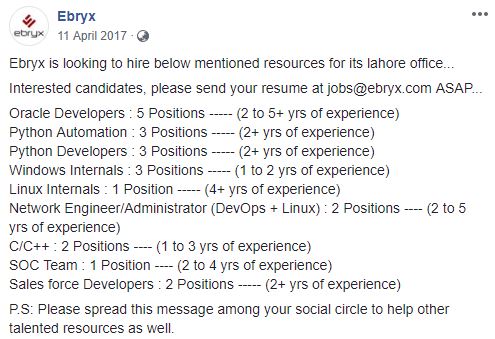 ebryx
Ebryx
11 April 2017 ·
Ebryx is looking to hire below mentioned resources for its lahore office...
Interested candidates, please send your resume at jobs@ebryx.com ASAP...
Oracle Developers : 5 Positions ----- (2 to 5+ yrs of experience)
Python Automation : 3 Positions ----- (2+ yrs of experience)
Python Developers : 3 Positions ----- (2+ yrs of experience)
Windows Internals : 3 Positions ----- (1 to 2 yrs of experience)
Linux Internals : 1 Position ----- (4+ yrs of experience)
Network Engineer/Administrator (DevOps + Linux) : 2 Positions ---- (2 to 5
yrs of experience)
C/C++ : 2 Positions ---- (1 to 3 yrs of experience)
SOC Team : 1 Position ---- (2 to 4 yrs of experience)
Sales force Developers : 2 Positions ----- (2+ yrs of experience)
P.S: Please spread this message among your social circle to help other
talented resources as well.